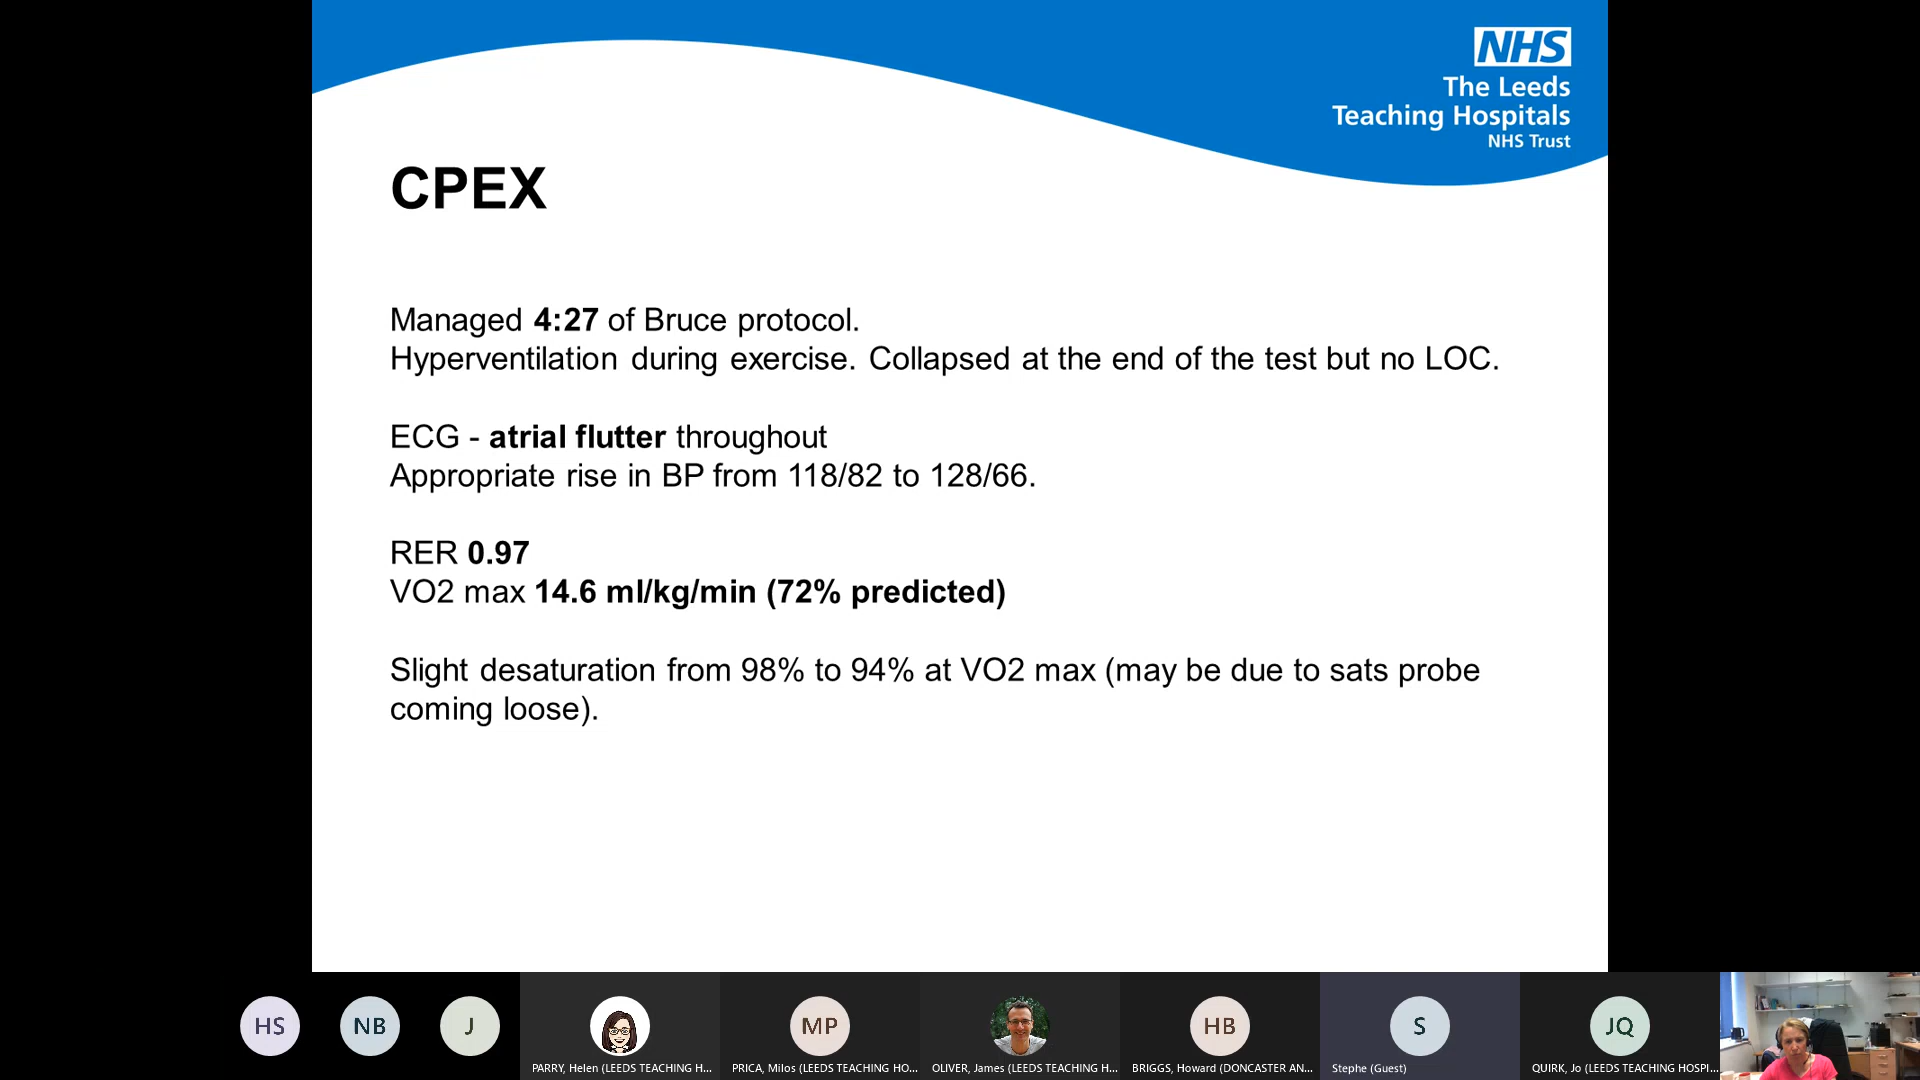 NHS
The Leeds
Teaching Hospitals
NHS Trust
CPEX
Managed 4:27 of Bruce protocol.
Hyperventilation during exercise. Collapsed at the end of the test but no LOC.
ECG - atrial flutter throughout
Appropriate rise in BP from 118/82 to 128/66.
RER 0.97
VO2 max 14.6 ml/kg/min (72% predicted)
Slight desaturation from 98% to 94% at VO2 max (may be due to sats probe
coming loose).
HS
NB
J
MP
HB
S
JQ
PARRY, Helen (LEEDS TEACHING H...
PRICA, Milos (LEEDS TEACHING HO...
OLIVER, James (LEEDS TEACHING H...
BRIGGS, Howard (DONCASTER AN...
Stephe (Guest)
QUIRK, Jo (LEEDS TEACHING HOSPI...